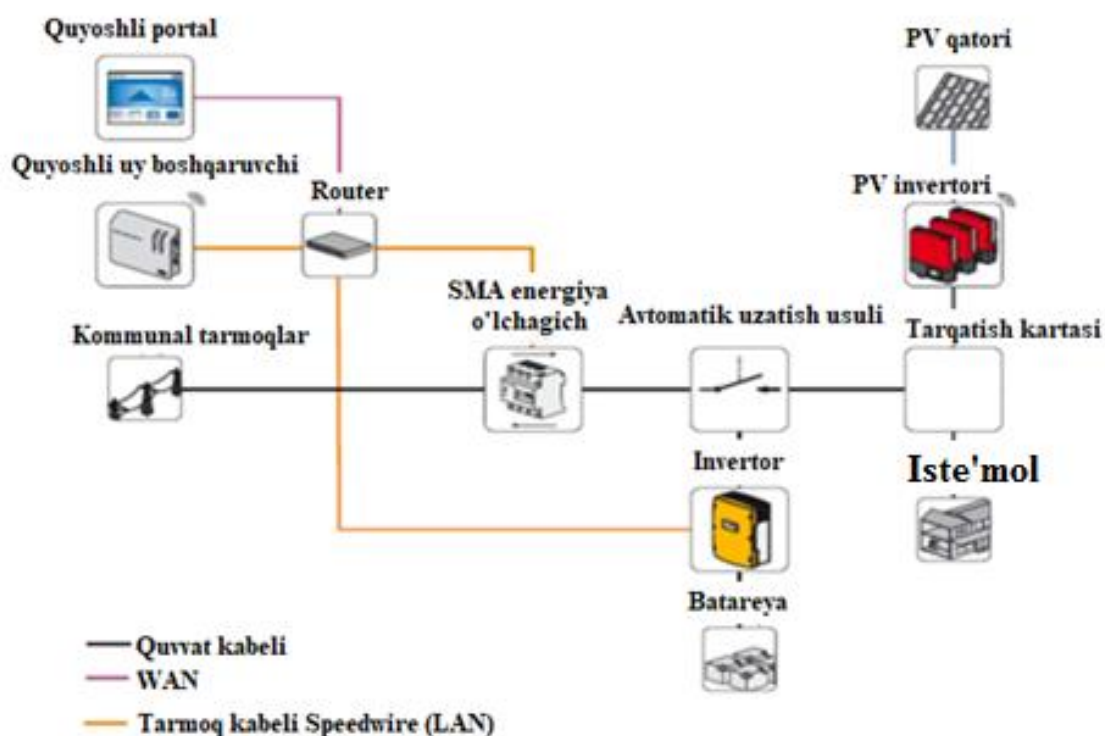 Quyoshli portal
PV qatori
Quyoshli uy boshqaruvchi
Router
PV invertori
SMA energiya
o'lchagich
Avtomatik uzatish usuli
Tarqatish kartasi
Kommunal tarmoqlar
Invertor
Iste'mol
Batareya
Quvvat kabeli
WAN
Tarmoq kabeli Speedwire (LAN)